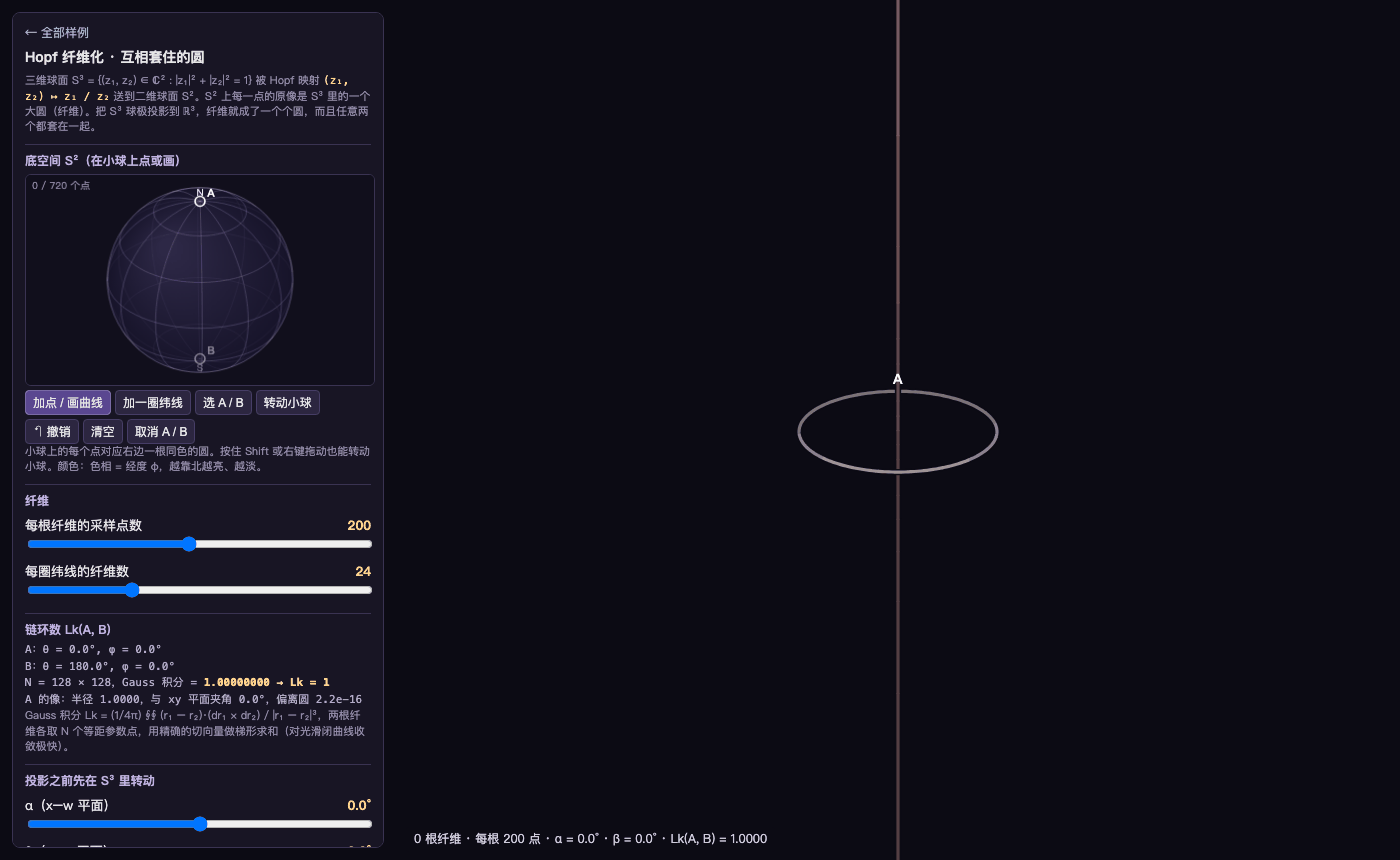 ← 全部样例
Hopf 纤维化 · 互相套住的圆
三维球面 S³ = {(z₁, z₂) ∈ ℂ² : |z₁|² + |z₂|² = 1} 被 Hopf 映射 (z₁,
z₂) ↦ z₁ / z₂ 送到二维球面 S²。S² 上每一点的原像是 S³ 里的一个
大圆（纤维）。把 S³ 球极投影到 ℝ³，纤维就成了一个个圆，而且任意两
个都套在一起。
底空间 S²（在小球上点或画）
0 / 720 个点
N A
B
S
加点 / 画曲线 加一圈纬线 选 A / B 转动小球
↰ 撤销 清空 取消 A / B
小球上的每个点对应右边一根同色的圆。按住 Shift 或右键拖动也能转动
小球。颜色：色相 = 经度 φ，越靠北越亮、越淡。
纤维
每根纤维的采样点数 200
每圈纬线的纤维数 24
链环数 Lk(A, B)
A: θ = 0.0°, φ = 0.0°
B: θ = 180.0°, φ = 0.0°
N = 128 × 128, Gauss 积分 = 1.00000000 → Lk = 1
A 的像: 半径 1.0000, 与 xy 平面夹角 0.0°, 偏离圆 2.2e-16
Gauss 积分 Lk = (1/4π) ∮∮ (r₁ − r₂)·(dr₁ × dr₂) / |r₁ − r₂|³，两根纤
维各取 N 个等距参数点，用精确的切向量做梯形求和（对光滑闭曲线收
敛极快）。
投影之前先在 S³ 里转动
α（x—w 平面） 0.0°
A
0 根纤维 · 每根 200 点 · α = 0.0° · β = 0.0° · Lk(A, B) = 1.0000